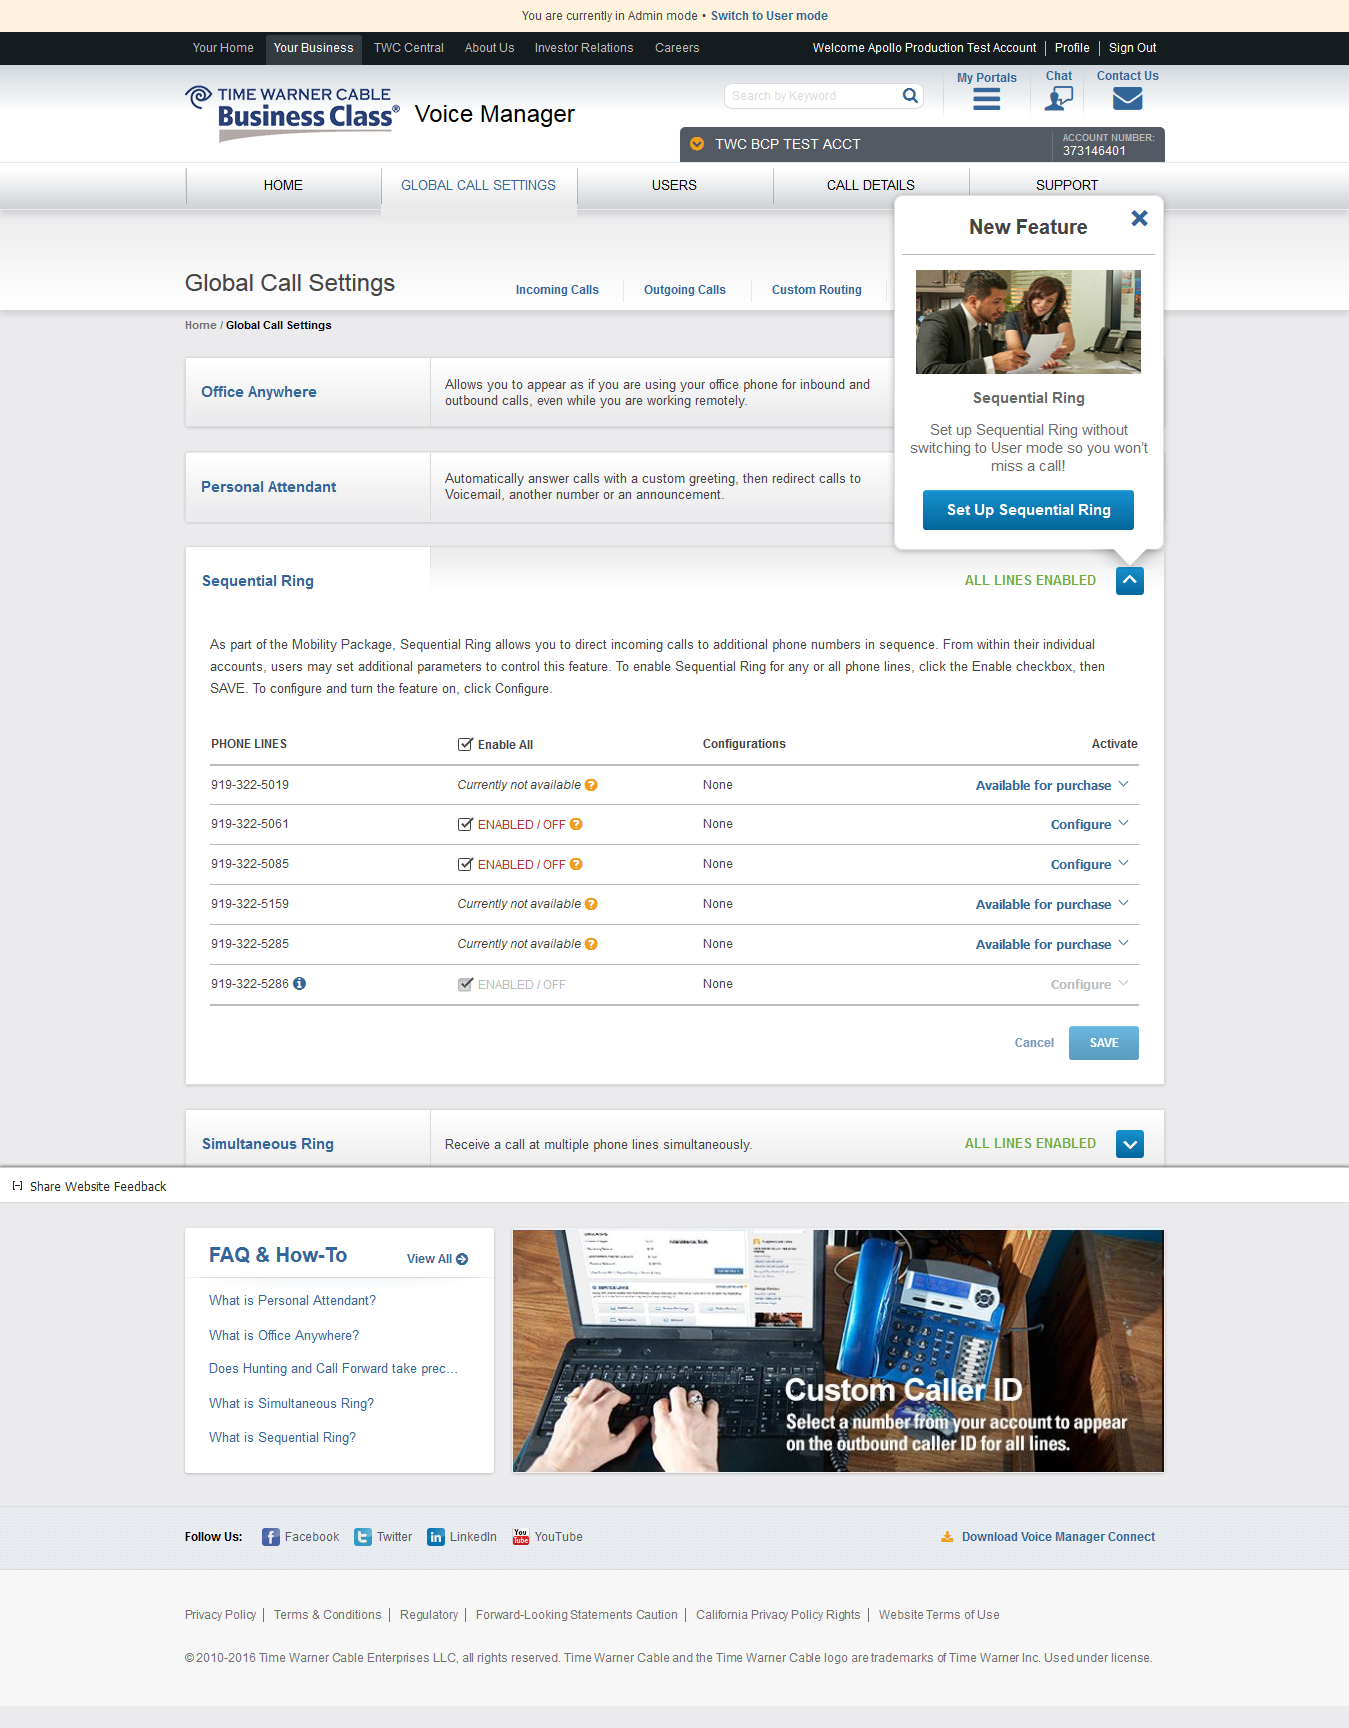 You are currently in Admin mode • Switch to User mode
Your Home Your Business TWC Central About Us Investor Relations Careers Welcome Apollo Production Test Account Profile Sign Out
TIME WARNER CABLE
Business Class®
Voice Manager
Search by Keyword
My Portals
Chat
Contact Us
TWC BCP TEST ACCT
ACCOUNT NUMBER:
373146401
HOME GLOBAL CALL SETTINGS USERS CALL DETAILS SUPPORT
Global Call Settings
Incoming Calls Outgoing Calls Custom Routing
Home / Global Call Settings
New Feature
Sequential Ring
Set up Sequential Ring without
switching to User mode so you won't
miss a call!
Set Up Sequential Ring
Office Anywhere
Allows you to appear as if you are using your office phone for inbound and
outbound calls, even while you are working remotely.
Personal Attendant
Automatically answer calls with a custom greeting, then redirect calls to
Voicemail, another number or an announcement.
Sequential Ring ALL LINES ENABLED
As part of the Mobility Package, Sequential Ring allows you to direct incoming calls to additional phone numbers in sequence. From within their individual
accounts, users may set additional parameters to control this feature. To enable Sequential Ring for any or all phone lines, click the Enable checkbox, then
SAVE. To configure and turn the feature on, click Configure.
PHONE LINES Enable All Configurations Activate
919-322-5019 Currently not available ? None Available for purchase
919-322-5061 ENABLED / OFF ? None Configure
919-322-5085 ENABLED / OFF ? None Configure
919-322-5159 Currently not available ? None Available for purchase
919-322-5285 Currently not available ? None Available for purchase
919-322-5286 i ENABLED / OFF None Configure
Cancel SAVE
Simultaneous Ring Receive a call at multiple phone lines simultaneously. ALL LINES ENABLED
[-] Share Website Feedback
FAQ & How-To View All
What is Personal Attendant?
What is Office Anywhere?
Does Hunting and Call Forward take prec...
What is Simultaneous Ring?
What is Sequential Ring?
Custom Caller ID
Select a number from your account to appear
on the outbound caller ID for all lines.
Follow Us: f Facebook t Twitter in LinkedIn You Tube YouTube Download Voice Manager Connect
Privacy Policy Terms & Conditions Regulatory Forward-Looking Statements Caution California Privacy Policy Rights Website Terms of Use
© 2010-2016 Time Warner Cable Enterprises LLC, all rights reserved. Time Warner Cable and the Time Warner Cable logo are trademarks of Time Warner Inc. Used under license.